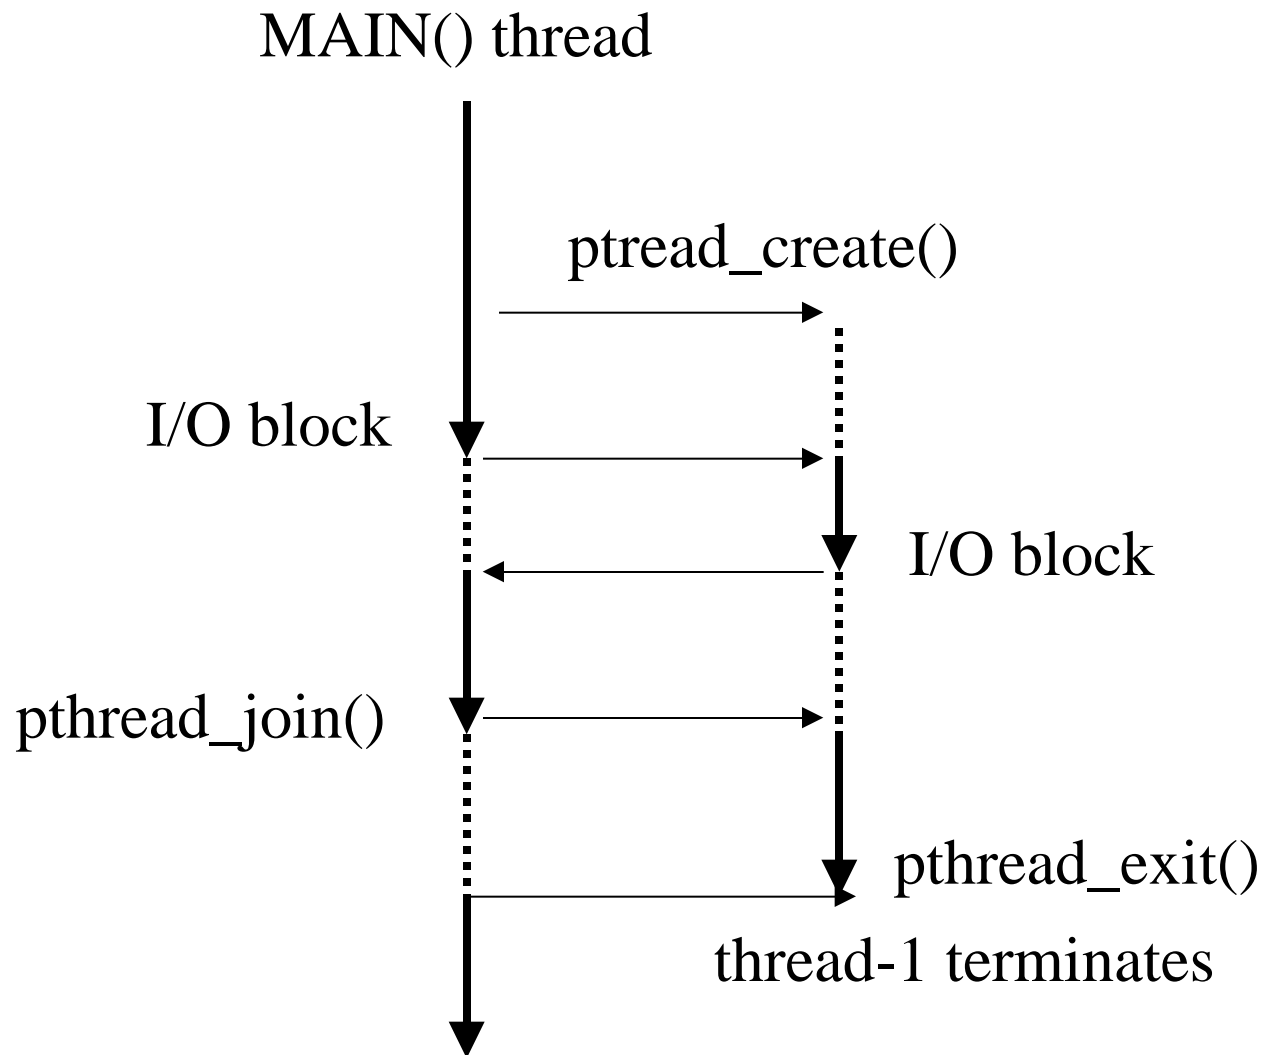 MAIN() thread
ptread_create()
I/O block
I/O block
pthread_join()
pthread_exit()
thread-1 terminates